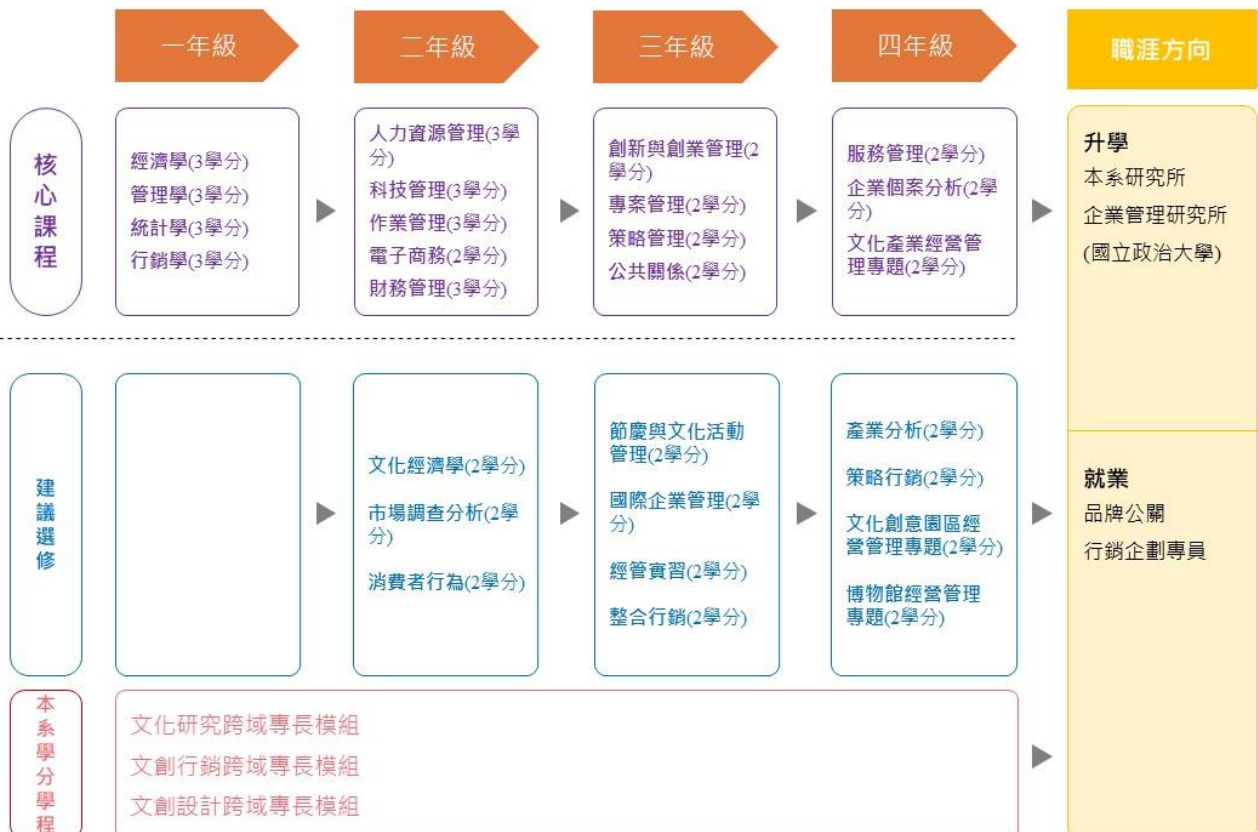 一年級
二年級
三年級
四年級
職涯方向
核心課程
經濟學(3學分)
管理學(3學分)
統計學(3學分)
行銷學(3學分)
人力資源管理(3學
分)
科技管理(3學分)
作業管理(3學分)
電子商務(2學分)
財務管理(3學分)
創新與創業管理(2
學分)
專案管理(2學分)
策略管理(2學分)
公共關係(2學分)
服務管理(2學分)
企業個案分析(2學
分)
文化產業經營管
理專題(2學分)
升學
本系研究所
企業管理研究所
(國立政治大學)
建議選修
文化經濟學(2學分)
市場調查分析(2學
分)
消費者行為(2學分)
節慶與文化活動
管理(2學分)
國際企業管理(2學
分)
經管實習(2學分)
整合行銷(2學分)
產業分析(2學分)
策略行銷(2學分)
文化創意園區經
營管理專題(2學分)
博物館經營管理
專題(2學分)
就業
品牌公關
行銷企劃專員
本系學分學程
文化研究跨域專長模組
文創行銷跨域專長模組
文創設計跨域專長模組